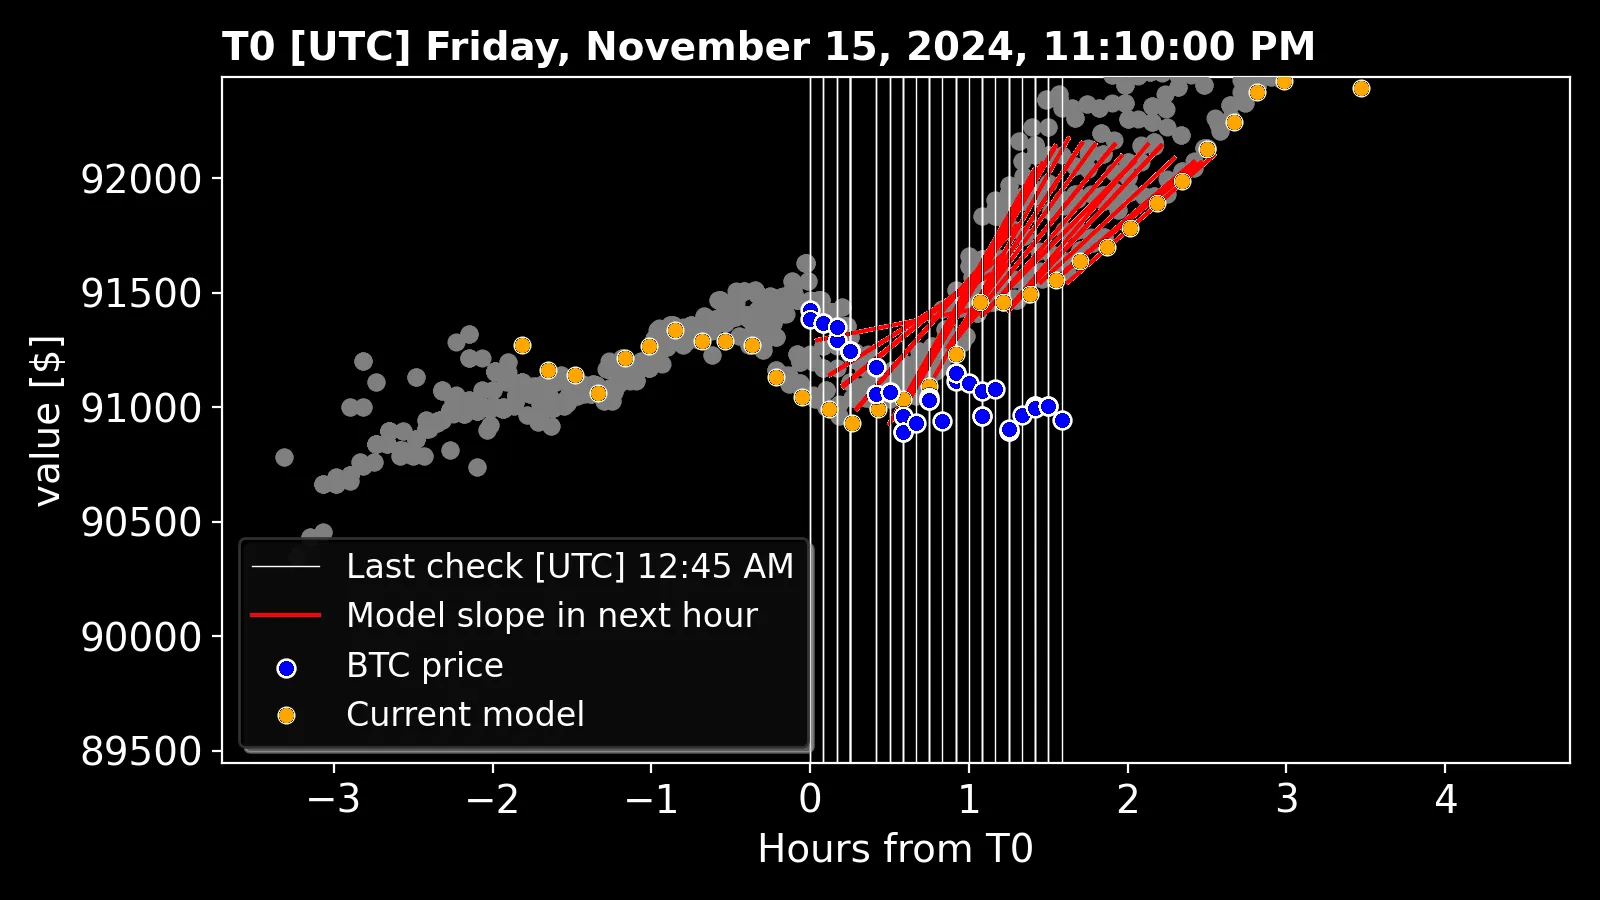 T0 [UTC] Friday, November 15, 2024, 11:10:00 PM
value [$]
92000
91500
91000
90500
90000
89500
Last check [UTC] 12:45 AM
Model slope in next hour
BTC price
Current model
−3 −2 −1 0 1 2 3 4
Hours from T0